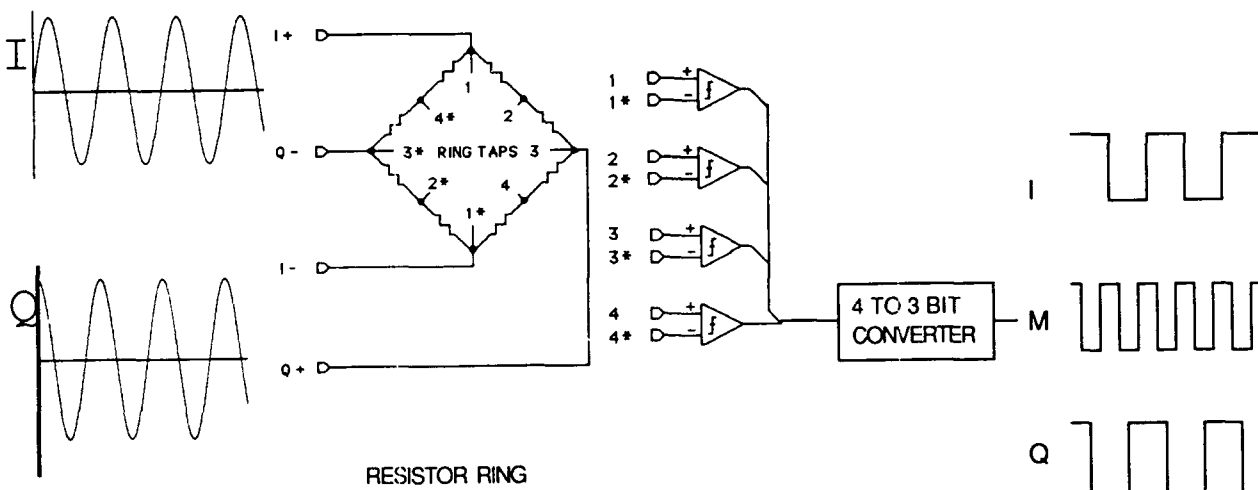 I
I+
Q-
I-
Q+
Q
1
4*
2
3* RING TAPS 3
2*
4
1*
RESISTOR RING
1
+
1*
-
2
+
2*
-
3
+
3*
-
4
+
4*
-
4 TO 3 BIT
CONVERTER
I
M
Q